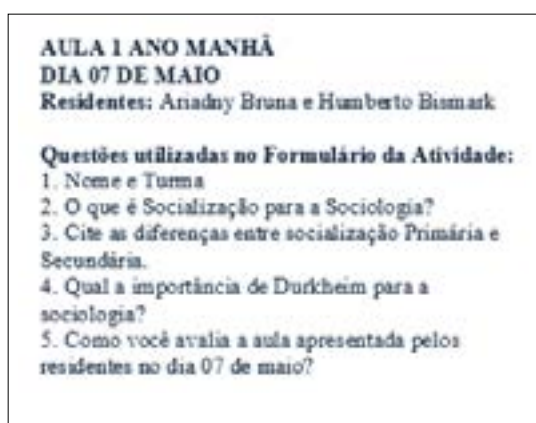 AULA 1 ANO MANHÃ
DIA 07 DE MAIO
Residentes: Ariadny Bruna e Humberto Bismark
Questões utilizadas no Formulário da Atividade:
1. Nome e Turma
2. O que é Socialização para a Sociologia?
3. Cite as diferenças entre socialização Primária e
Secundária.
4. Qual a importância de Durkheim para a
sociologia?
5. Como você avalia a aula apresentada pelos
residentes no dia 07 de maio?